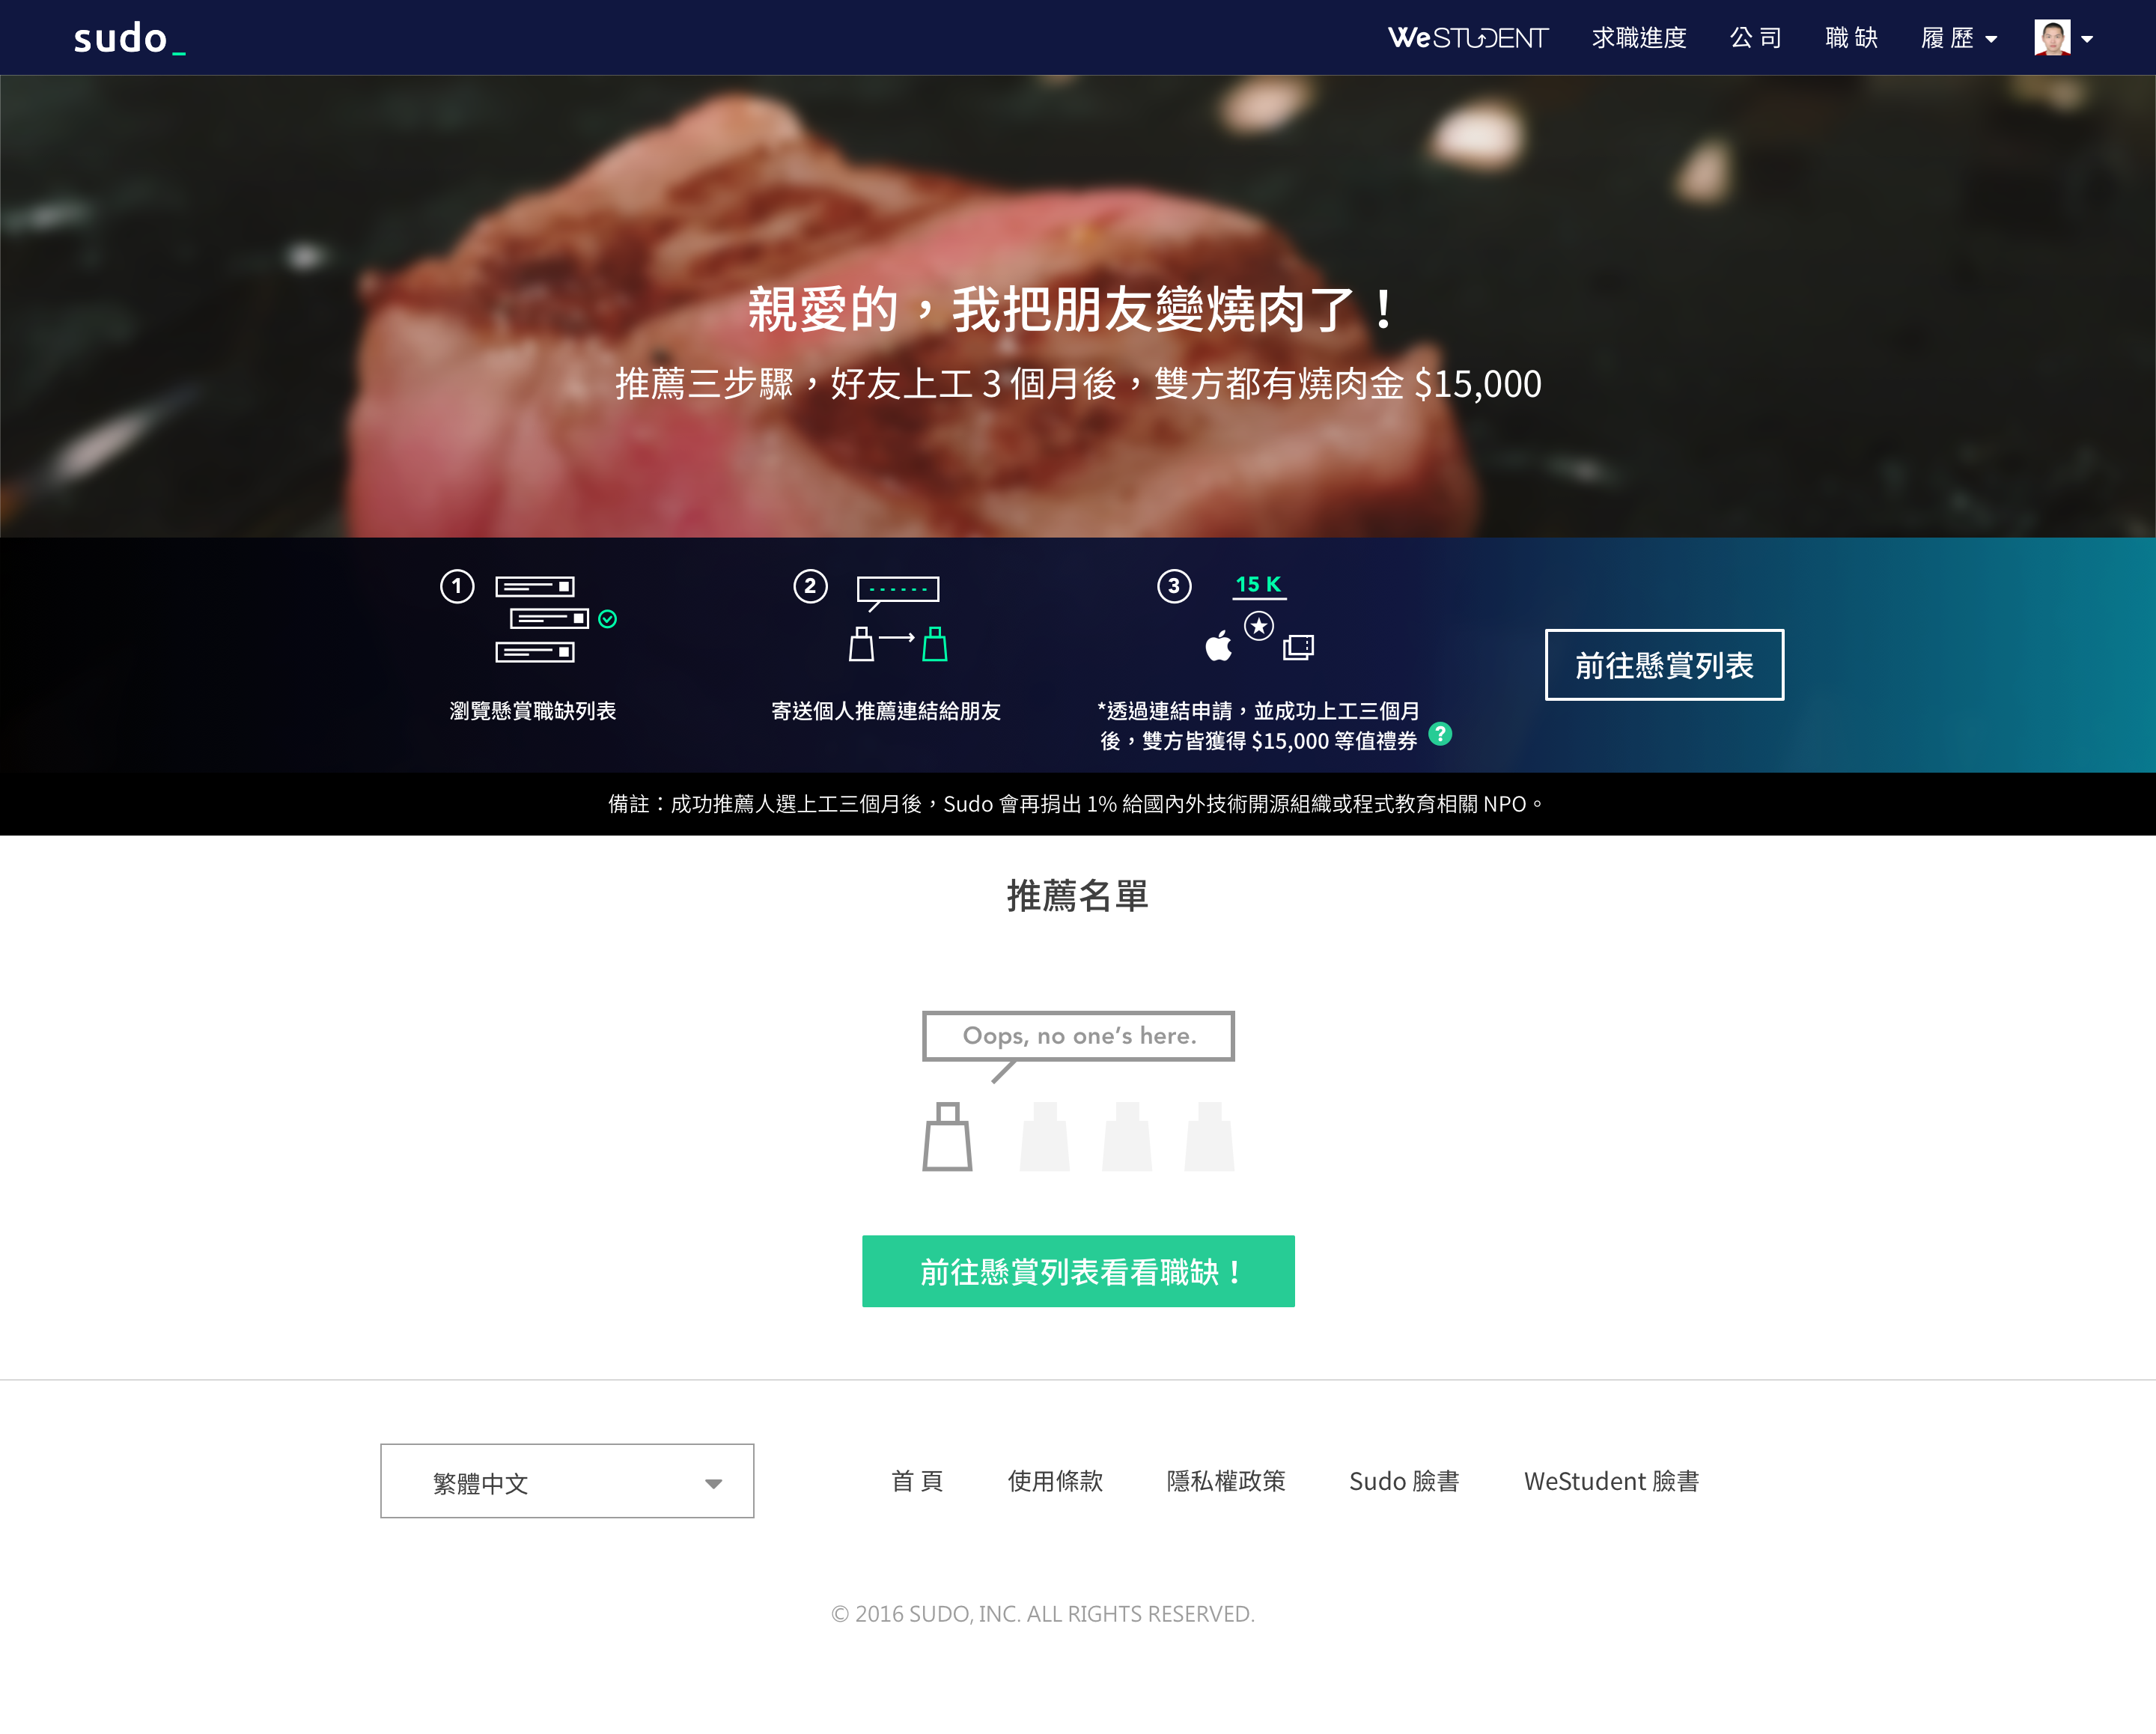 sudo_
WeSTUDENT
求職進度
公 司
職 缺
履 歷
親愛的，我把朋友變燒肉了！
推薦三步驟，好友上工 3 個月後，雙方都有燒肉金 $15,000
1
瀏覽懸賞職缺列表
2
寄送個人推薦連結給朋友
3
15 K
*透過連結申請，並成功上工三個月
後，雙方皆獲得 $15,000 等值禮券
?
前往懸賞列表
備註：成功推薦人選上工三個月後，Sudo 會再捐出 1% 給國內外技術開源組織或程式教育相關 NPO。
推薦名單
Oops, no one’s here.
前往懸賞列表看看職缺！
繁體中文
首 頁
使用條款
隱私權政策
Sudo 臉書
WeStudent 臉書
© 2016 SUDO, INC. ALL RIGHTS RESERVED.